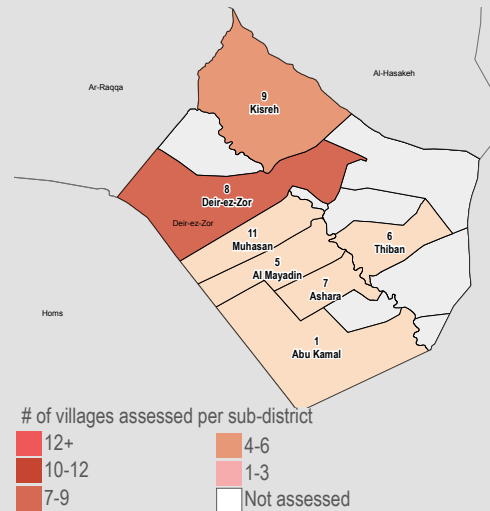 Ar-Raqqa
Al-Hasakeh
9
Kisreh
8
Deir-ez-Zor
Deir-ez-Zor
11
Muhasan
6
Thiban
5
Al Mayadin
7
Ashara
Homs
1
Abu Kamal
# of villages assessed per sub-district
12+
4-6
10-12
1-3
7-9
Not assessed